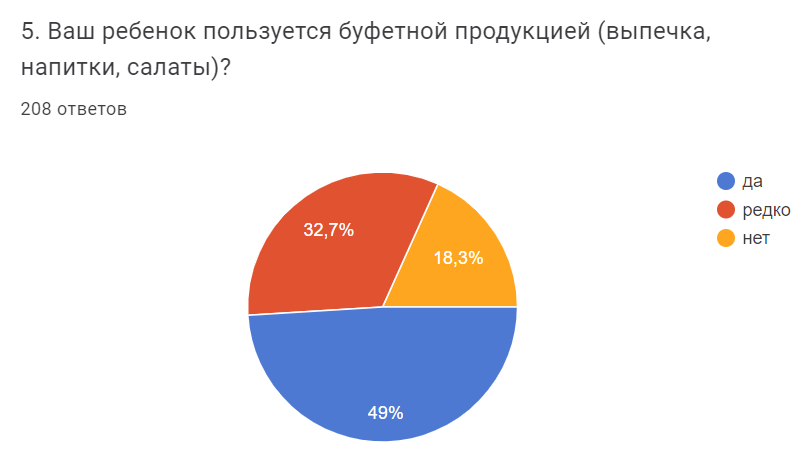 5. Ваш ребенок пользуется буфетной продукцией (выпечка,
напитки, салаты)?
208 ответов
да
редко
нет
32,7%
18,3%
49%